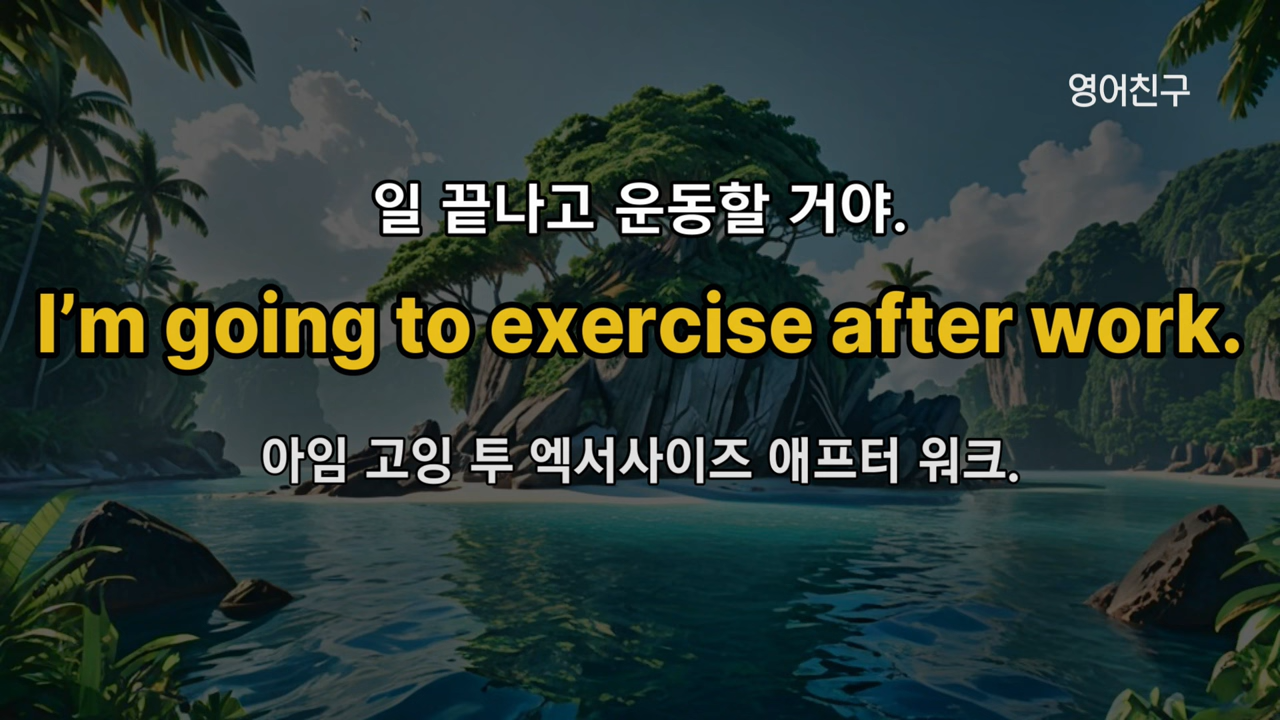 영어친구
일 끝나고 운동할 거야.
I’m going to exercise after work.
아임 고잉 투 엑서사이즈 애프터 워크.